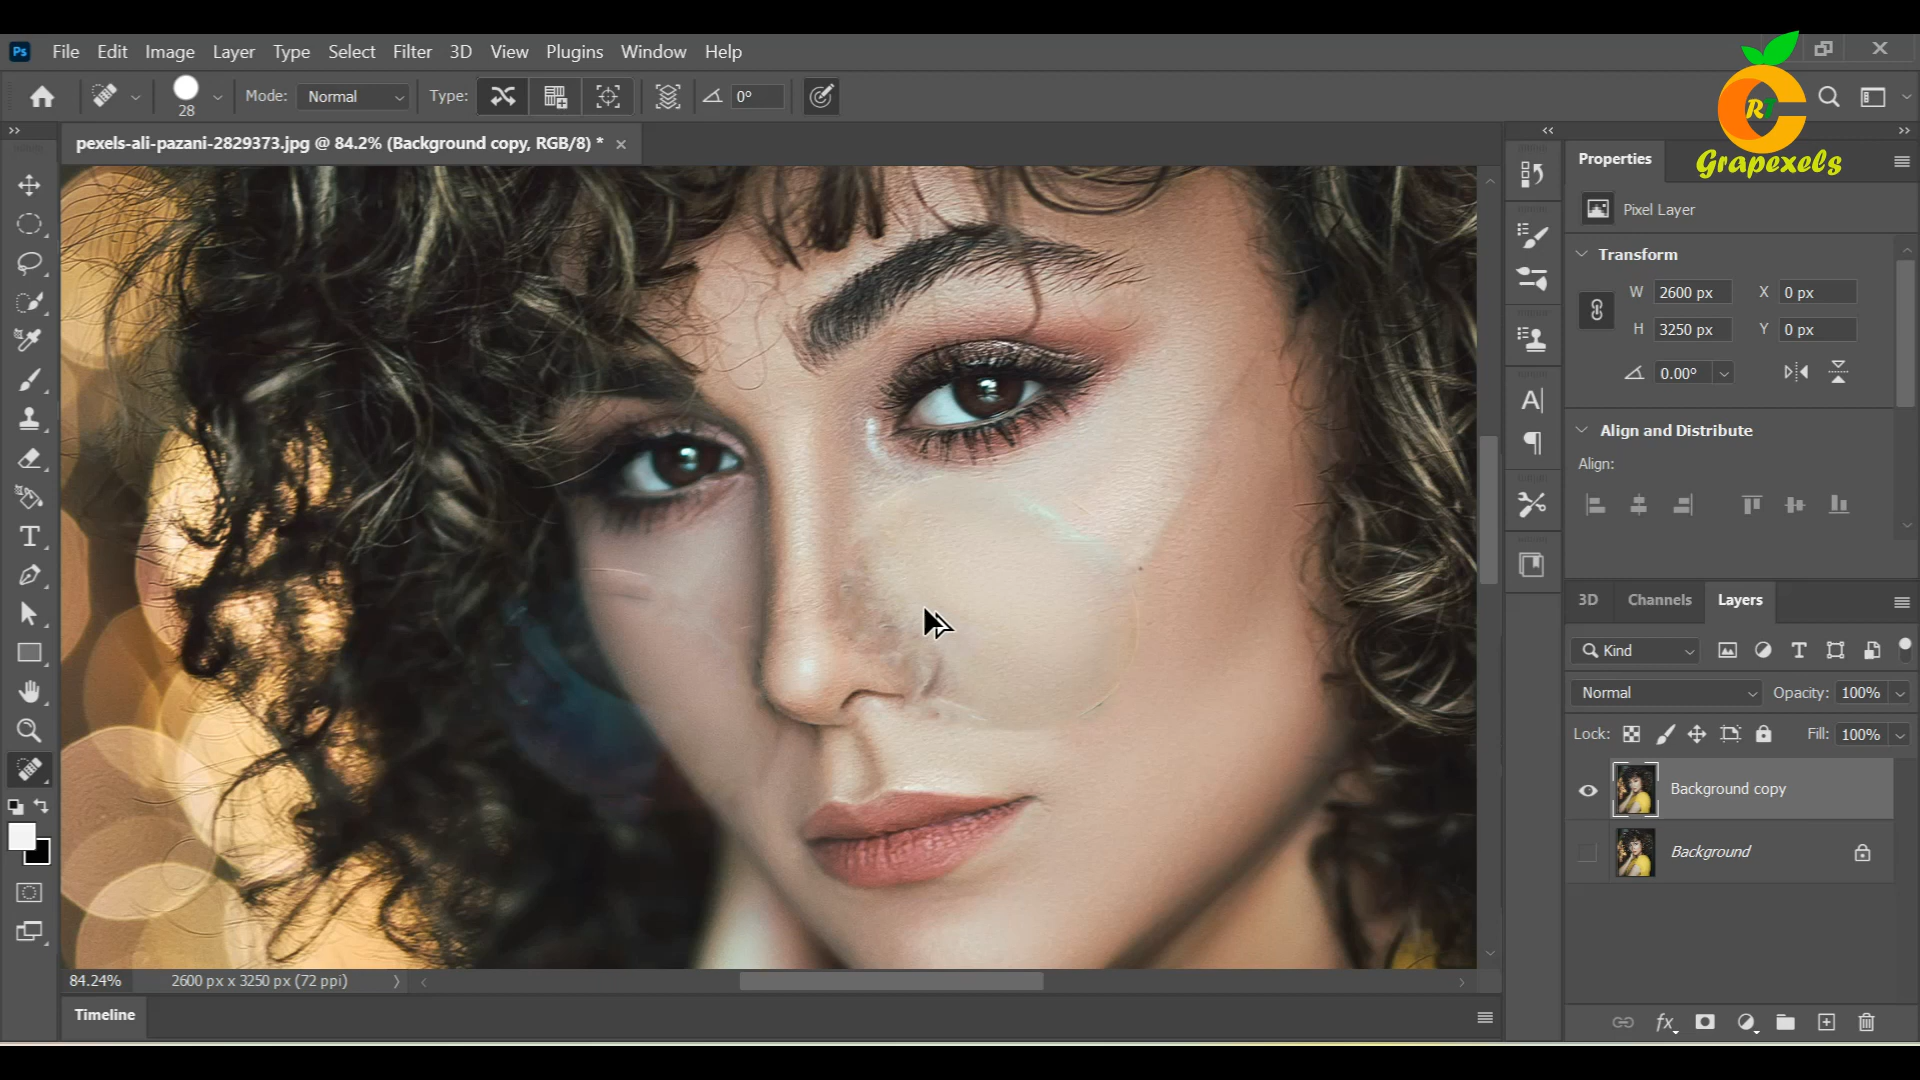 Ps File Edit Image Layer Type Select Filter 3D View Plugins Window Help
28 Mode: Normal Type: 0°
RT
Grapexels
pexels-ali-pazani-2829373.jpg @ 84.2% (Background copy, RGB/8) *
Properties
Pixel Layer
Transform
W 2600 px X 0 px
H 3250 px Y 0 px
0.00°
Align and Distribute
Align:
3D Channels Layers
Kind
Normal Opacity: 100%
Lock: Fill: 100%
Background copy
Background
fx
84.24% 2600 px x 3250 px (72 ppi)
Timeline